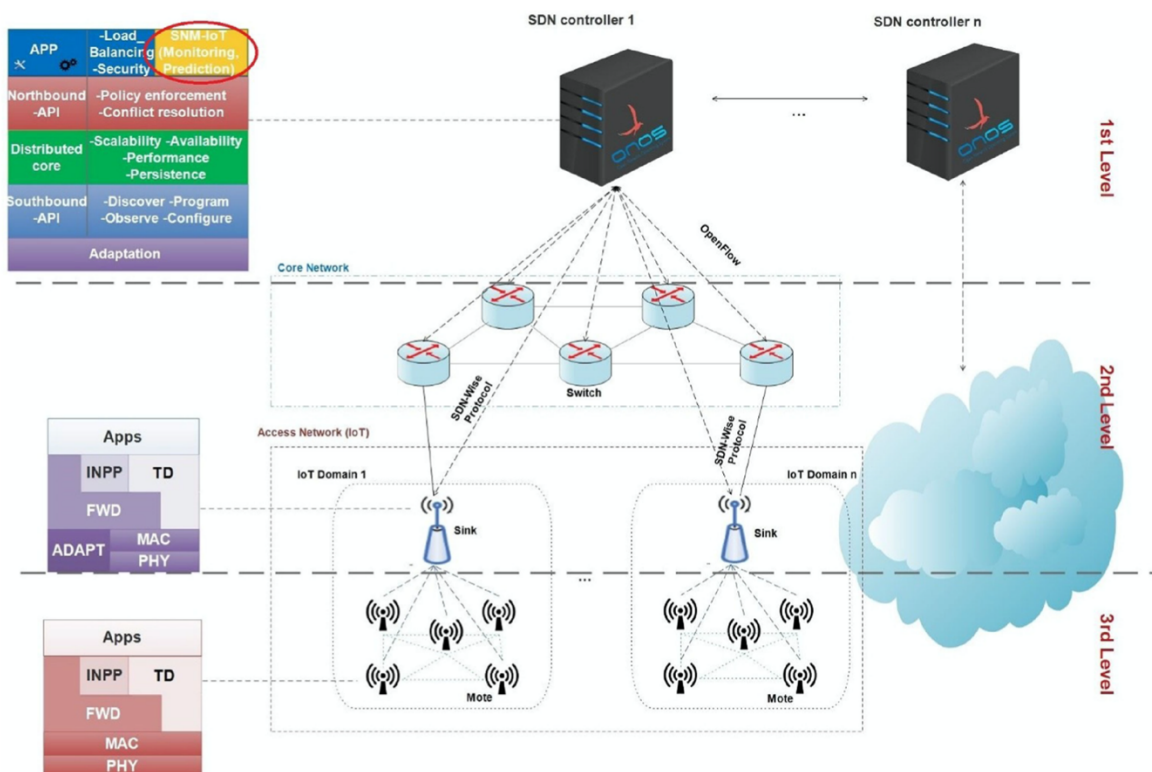 SDN controller 1
SDN controller n
APP
-Load_
Balancing
-Security
SNM-IoT
(Monitoring,
Prediction)
Northbound
-API
-Policy enforcement
-Conflict resolution
Distributed
core
-Scalability -Availability
-Performance
-Persistence
Southbound
-API
-Discover -Program
-Observe -Configure
Adaptation
onos
...
onos
1st Level
OpenFlow
Core Network
Switch
SDN-Wise
Protocol
SDN-Wise
Protocol
2nd Level
Access Network (IoT)
IoT Domain 1
IoT Domain n
Apps
INPP
TD
FWD
ADAPT
MAC
PHY
Sink
Sink
...
3rd Level
Apps
INPP
TD
FWD
MAC
PHY
Mote
Mote